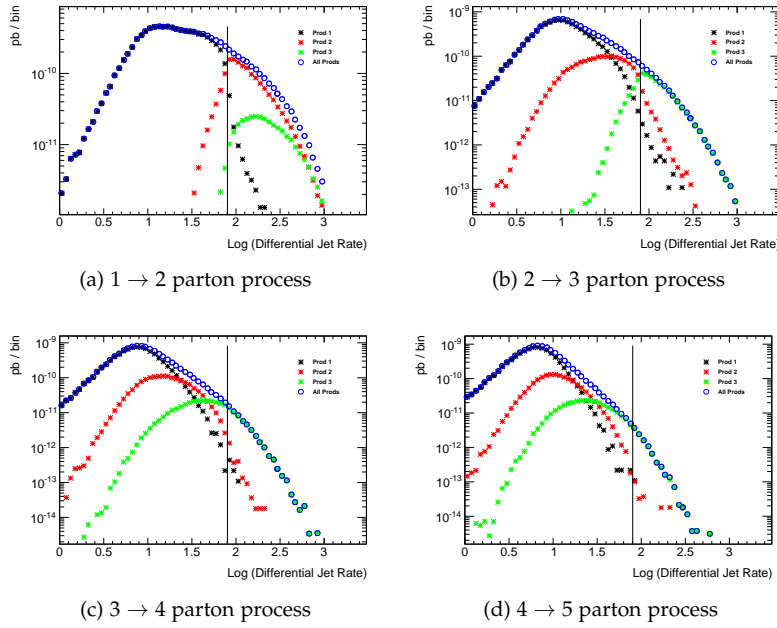 pb / bin
10⁻¹⁰
10⁻¹¹
Prod 1
Prod 2
Prod 3
All Prods
0 0.5 1 1.5 2 2.5 3
Log (Differential Jet Rate)
(a) 1 → 2 parton process
pb / bin
10⁻⁹
10⁻¹⁰
10⁻¹¹
10⁻¹²
10⁻¹³
Prod 1
Prod 2
Prod 3
All Prods
0 0.5 1 1.5 2 2.5 3
Log (Differential Jet Rate)
(b) 2 → 3 parton process
pb / bin
10⁻⁹
10⁻¹⁰
10⁻¹¹
10⁻¹²
10⁻¹³
10⁻¹⁴
Prod 1
Prod 2
Prod 3
All Prods
0 0.5 1 1.5 2 2.5 3
Log (Differential Jet Rate)
(c) 3 → 4 parton process
pb / bin
10⁻⁹
10⁻¹⁰
10⁻¹¹
10⁻¹²
10⁻¹³
10⁻¹⁴
Prod 1
Prod 2
Prod 3
All Prods
0 0.5 1 1.5 2 2.5 3
Log (Differential Jet Rate)
(d) 4 → 5 parton process